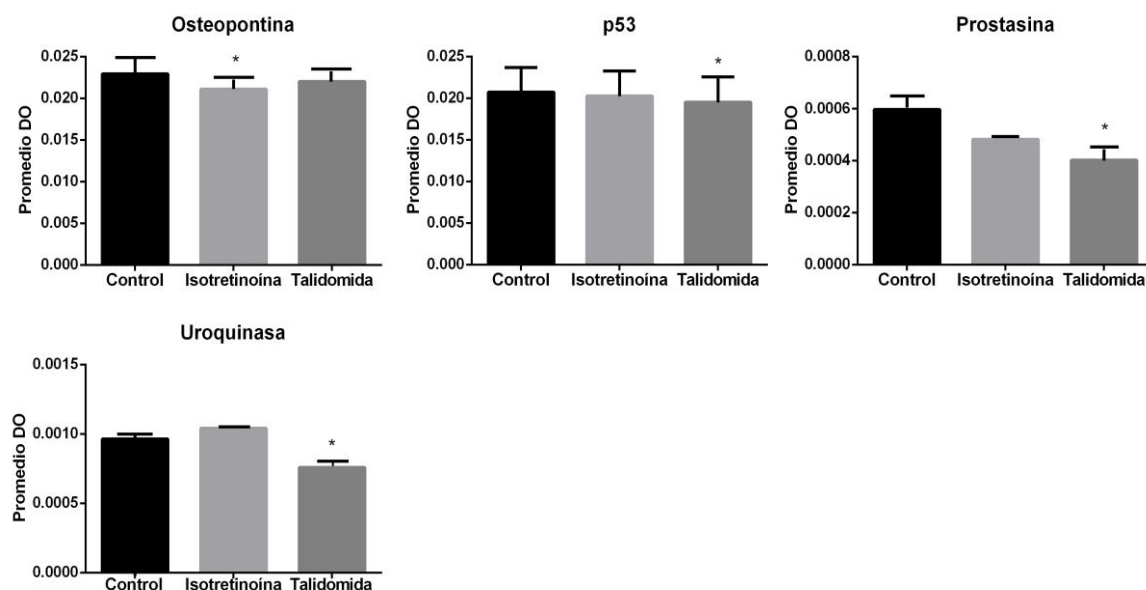 Osteopontina
*
Promedio DO
0.025
0.020
0.015
0.010
0.005
0.000
Control Isotretinoína Talidomida
p53
*
Promedio DO
0.025
0.020
0.015
0.010
0.005
0.000
Control Isotretinoína Talidomida
Prostasina
*
Promedio DO
0.0008
0.0006
0.0004
0.0002
0.0000
Control Isotretinoína Talidomida
Uroquinasa
*
Promedio DO
0.0015
0.0010
0.0005
0.0000
Control Isotretinoína Talidomida